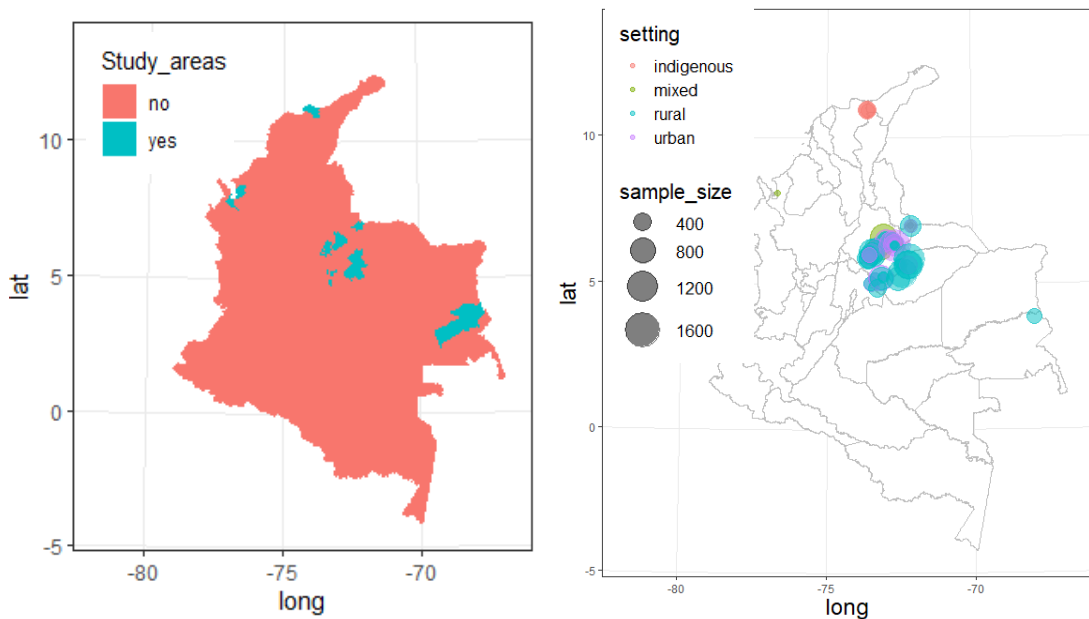 Study_areas
no
yes
10
5
0
-5
lat
-80
-75
-70
long
setting
indigenous
mixed
rural
urban
sample_size
400
800
1200
1600
10
5
0
-5
lat
-80
-75
-70
long